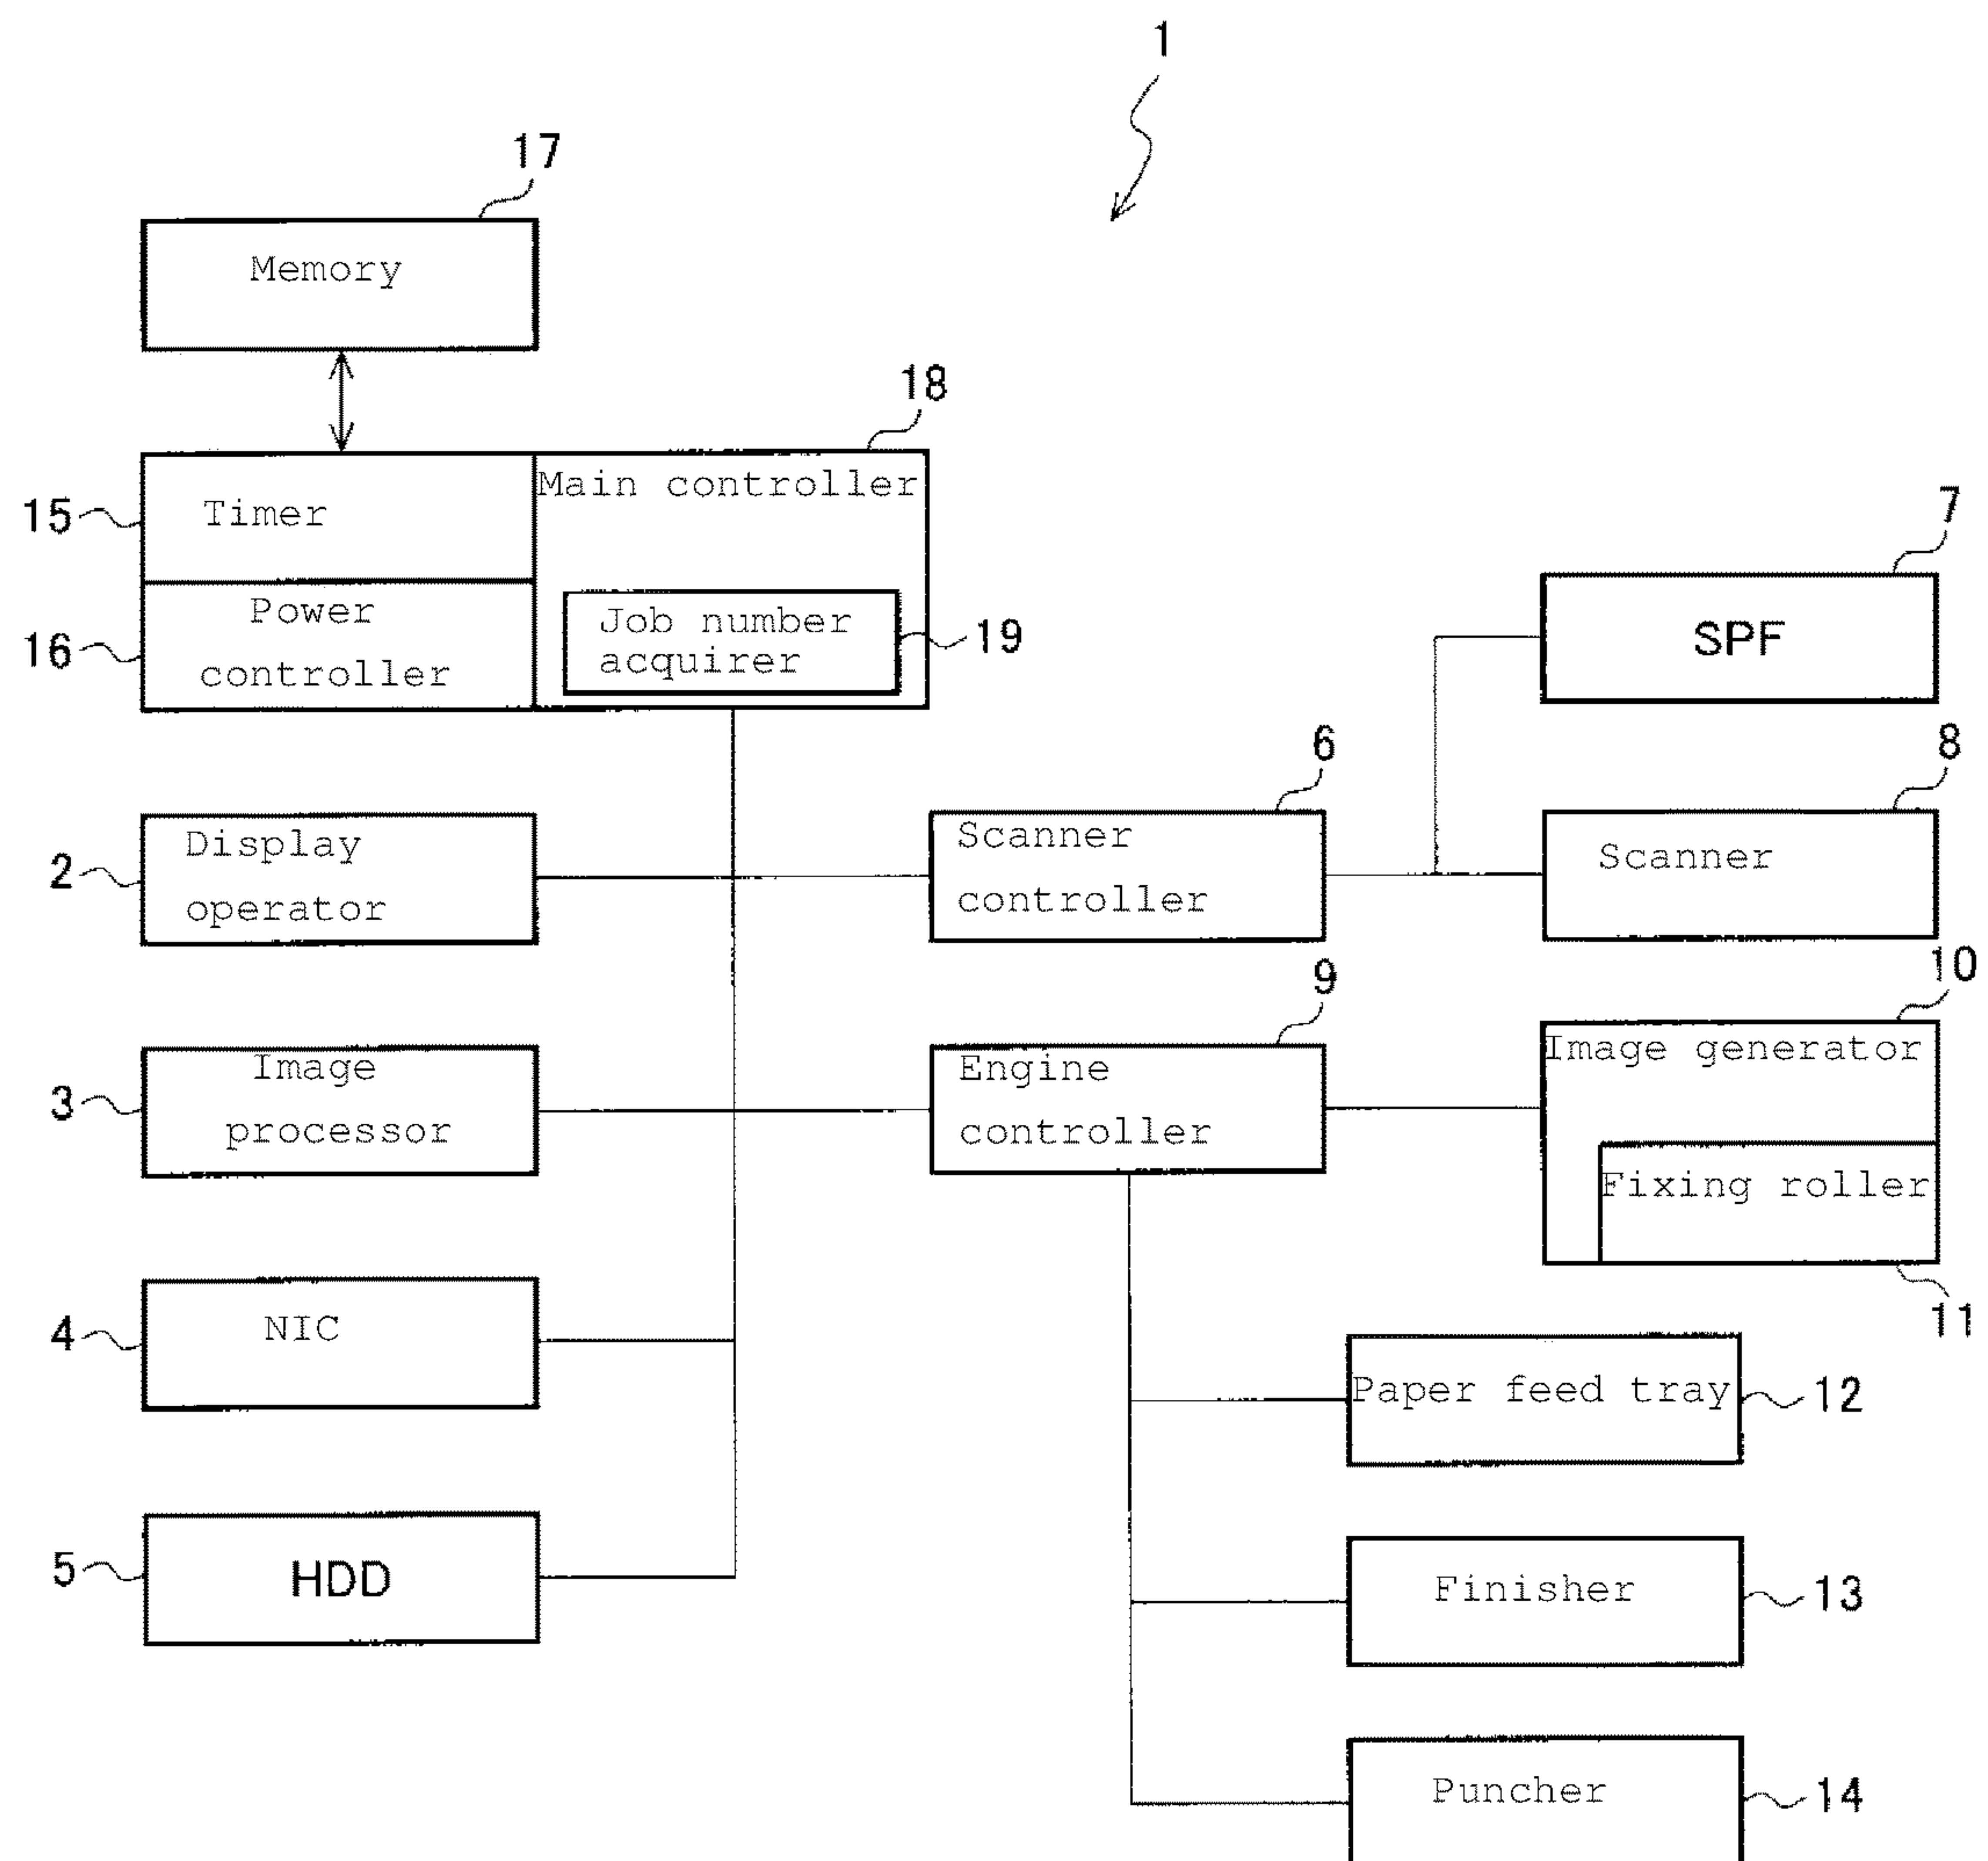 1
17
Memory
18
Main controller
15
Timer
7
Power
controller
16
Job number
acquirer
19
SPF
6
8
Display
operator
2
Scanner
controller
Scanner
9
10
Image
processor
3
Engine
controller
Image generator
Fixing roller
11
4
NIC
Paper feed tray
12
5
HDD
Finisher
13
Puncher
14